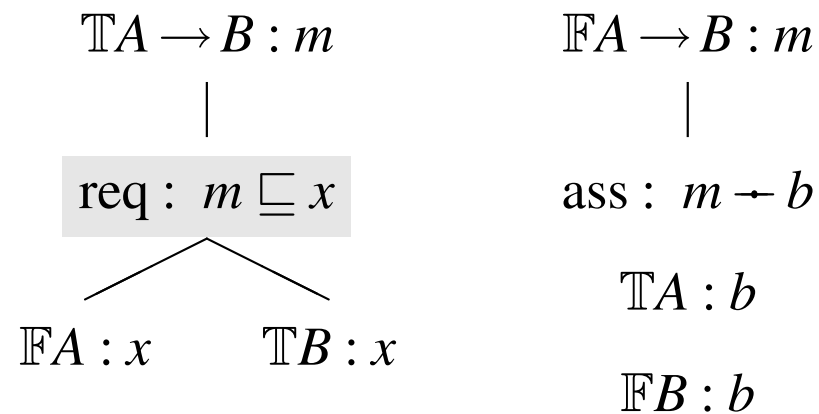 𝕋A → B : m
req : m ⊑ x
𝔽A : x 𝕋B : x
𝔽A → B : m
ass : m ⊸ b
𝕋A : b
𝔽B : b